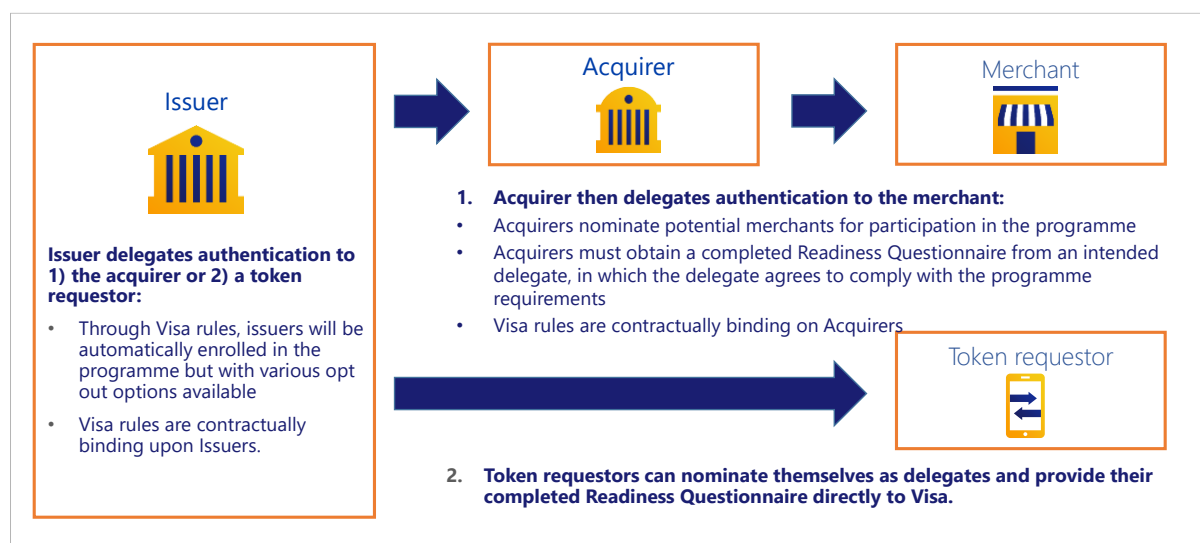 Issuer
Issuer delegates authentication to
1) the acquirer or 2) a token
requestor:
• Through Visa rules, issuers will be
automatically enrolled in the
programme but with various opt
out options available
• Visa rules are contractually
binding upon Issuers.
Acquirer
Merchant
1. Acquirer then delegates authentication to the merchant:
• Acquirers nominate potential merchants for participation in the programme
• Acquirers must obtain a completed Readiness Questionnaire from an intended
delegate, in which the delegate agrees to comply with the programme
requirements
• Visa rules are contractually binding on Acquirers
Token requestor
2. Token requestors can nominate themselves as delegates and provide their
completed Readiness Questionnaire directly to Visa.